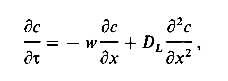 ∂c/∂τ = − w ∂c/∂x + D_L ∂²c/∂x² ,